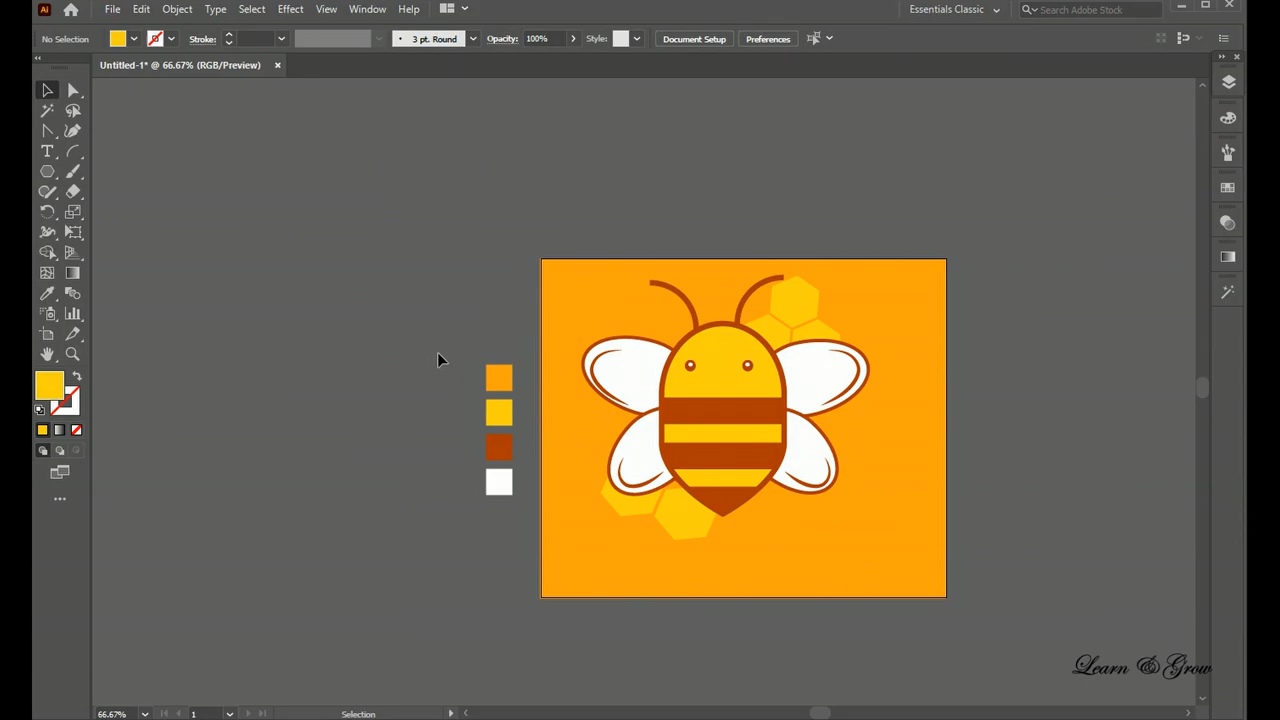 Ai File Edit Object Type Select Effect View Window Help Essentials Classic Search Adobe Stock
No Selection Stroke: 3 pt. Round Opacity: 100% Style: Document Setup Preferences
Untitled-1* @ 66.67% (RGB/Preview)
Learn & Grow
66.67% 1 Selection